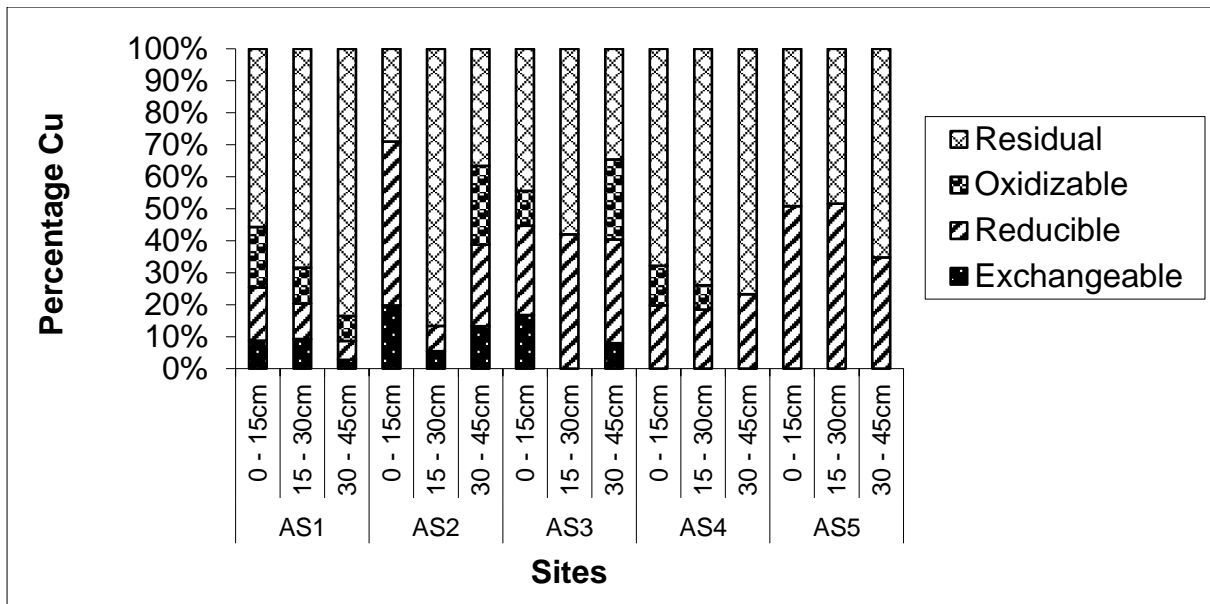 100%
90%
80%
70%
60%
50%
40%
30%
20%
10%
0%
Percentage Cu
0 - 15cm
15 - 30cm
30 - 45cm
0 - 15cm
15 - 30cm
30 - 45cm
0 - 15cm
15 - 30cm
30 - 45cm
0 - 15cm
15 - 30cm
30 - 45cm
0 - 15cm
15 - 30cm
30 - 45cm
AS1 AS2 AS3 AS4 AS5
Sites
Residual
Oxidizable
Reducible
Exchangeable